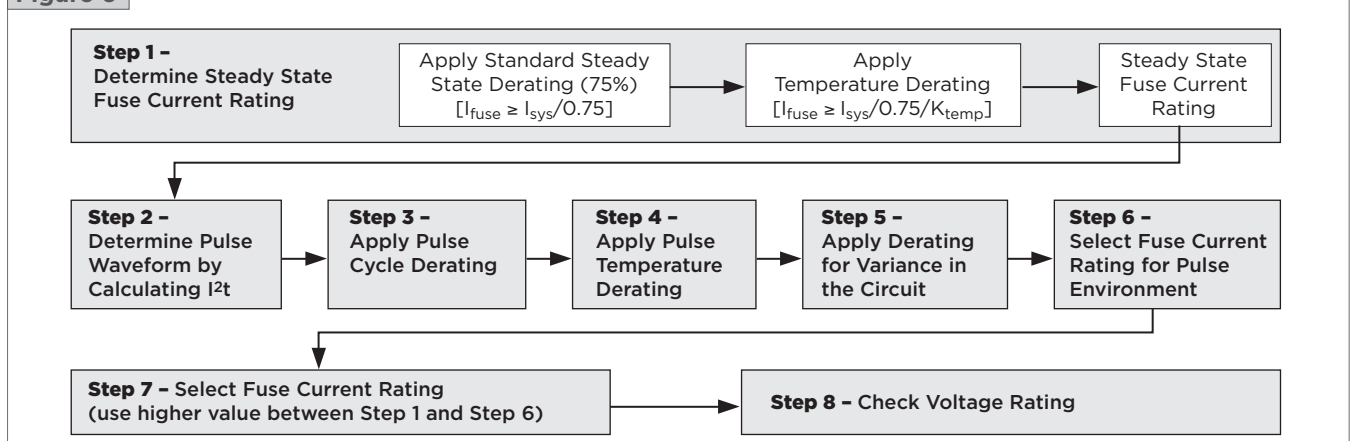 Step 1 –
Determine Steady State
Fuse Current Rating
Apply Standard Steady
State Derating (75%)
[Ifuse ≥ Isys/0.75]
Apply
Temperature Derating
[Ifuse ≥ Isys/0.75/Ktemp]
Steady State
Fuse Current
Rating
Step 2 –
Determine Pulse
Waveform by
Calculating I²t
Step 3 –
Apply Pulse
Cycle Derating
Step 4 –
Apply Pulse
Temperature
Derating
Step 5 –
Apply Derating
for Variance in
the Circuit
Step 6 –
Select Fuse Current
Rating for Pulse
Environment
Step 7 – Select Fuse Current Rating
(use higher value between Step 1 and Step 6)
Step 8 – Check Voltage Rating